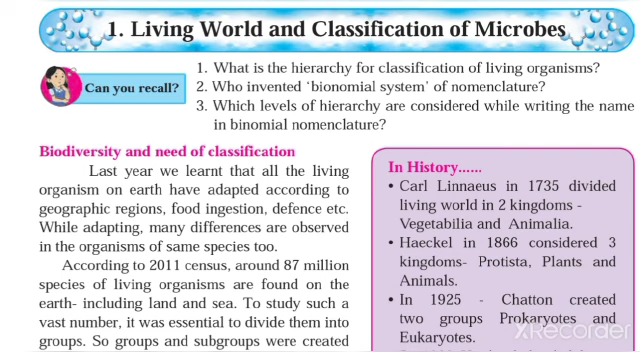 1. Living World and Classification of Microbes
Can you recall?
1. What is the hierarchy for classification of living organisms?
2. Who invented ‘bionomial system’ of nomenclature?
3. Which levels of hierarchy are considered while writing the name
in binomial nomenclature?
Biodiversity and need of classification
Last year we learnt that all the living
organism on earth have adapted according to
geographic regions, food ingestion, defence etc.
While adapting, many differences are observed
in the organisms of same species too.
According to 2011 census, around 87 million
species of living organisms are found on the
earth- including land and sea. To study such a
vast number, it was essential to divide them into
groups. So groups and subgroups were created
In History......
• Carl Linnaeus in 1735 divided
living world in 2 kingdoms -
Vegetabilia and Animalia.
• Haeckel in 1866 considered 3
kingdoms- Protista, Plants and
Animals.
• In 1925 - Chatton created
two groups Prokaryotes and
Eukaryotes.
XRecorder